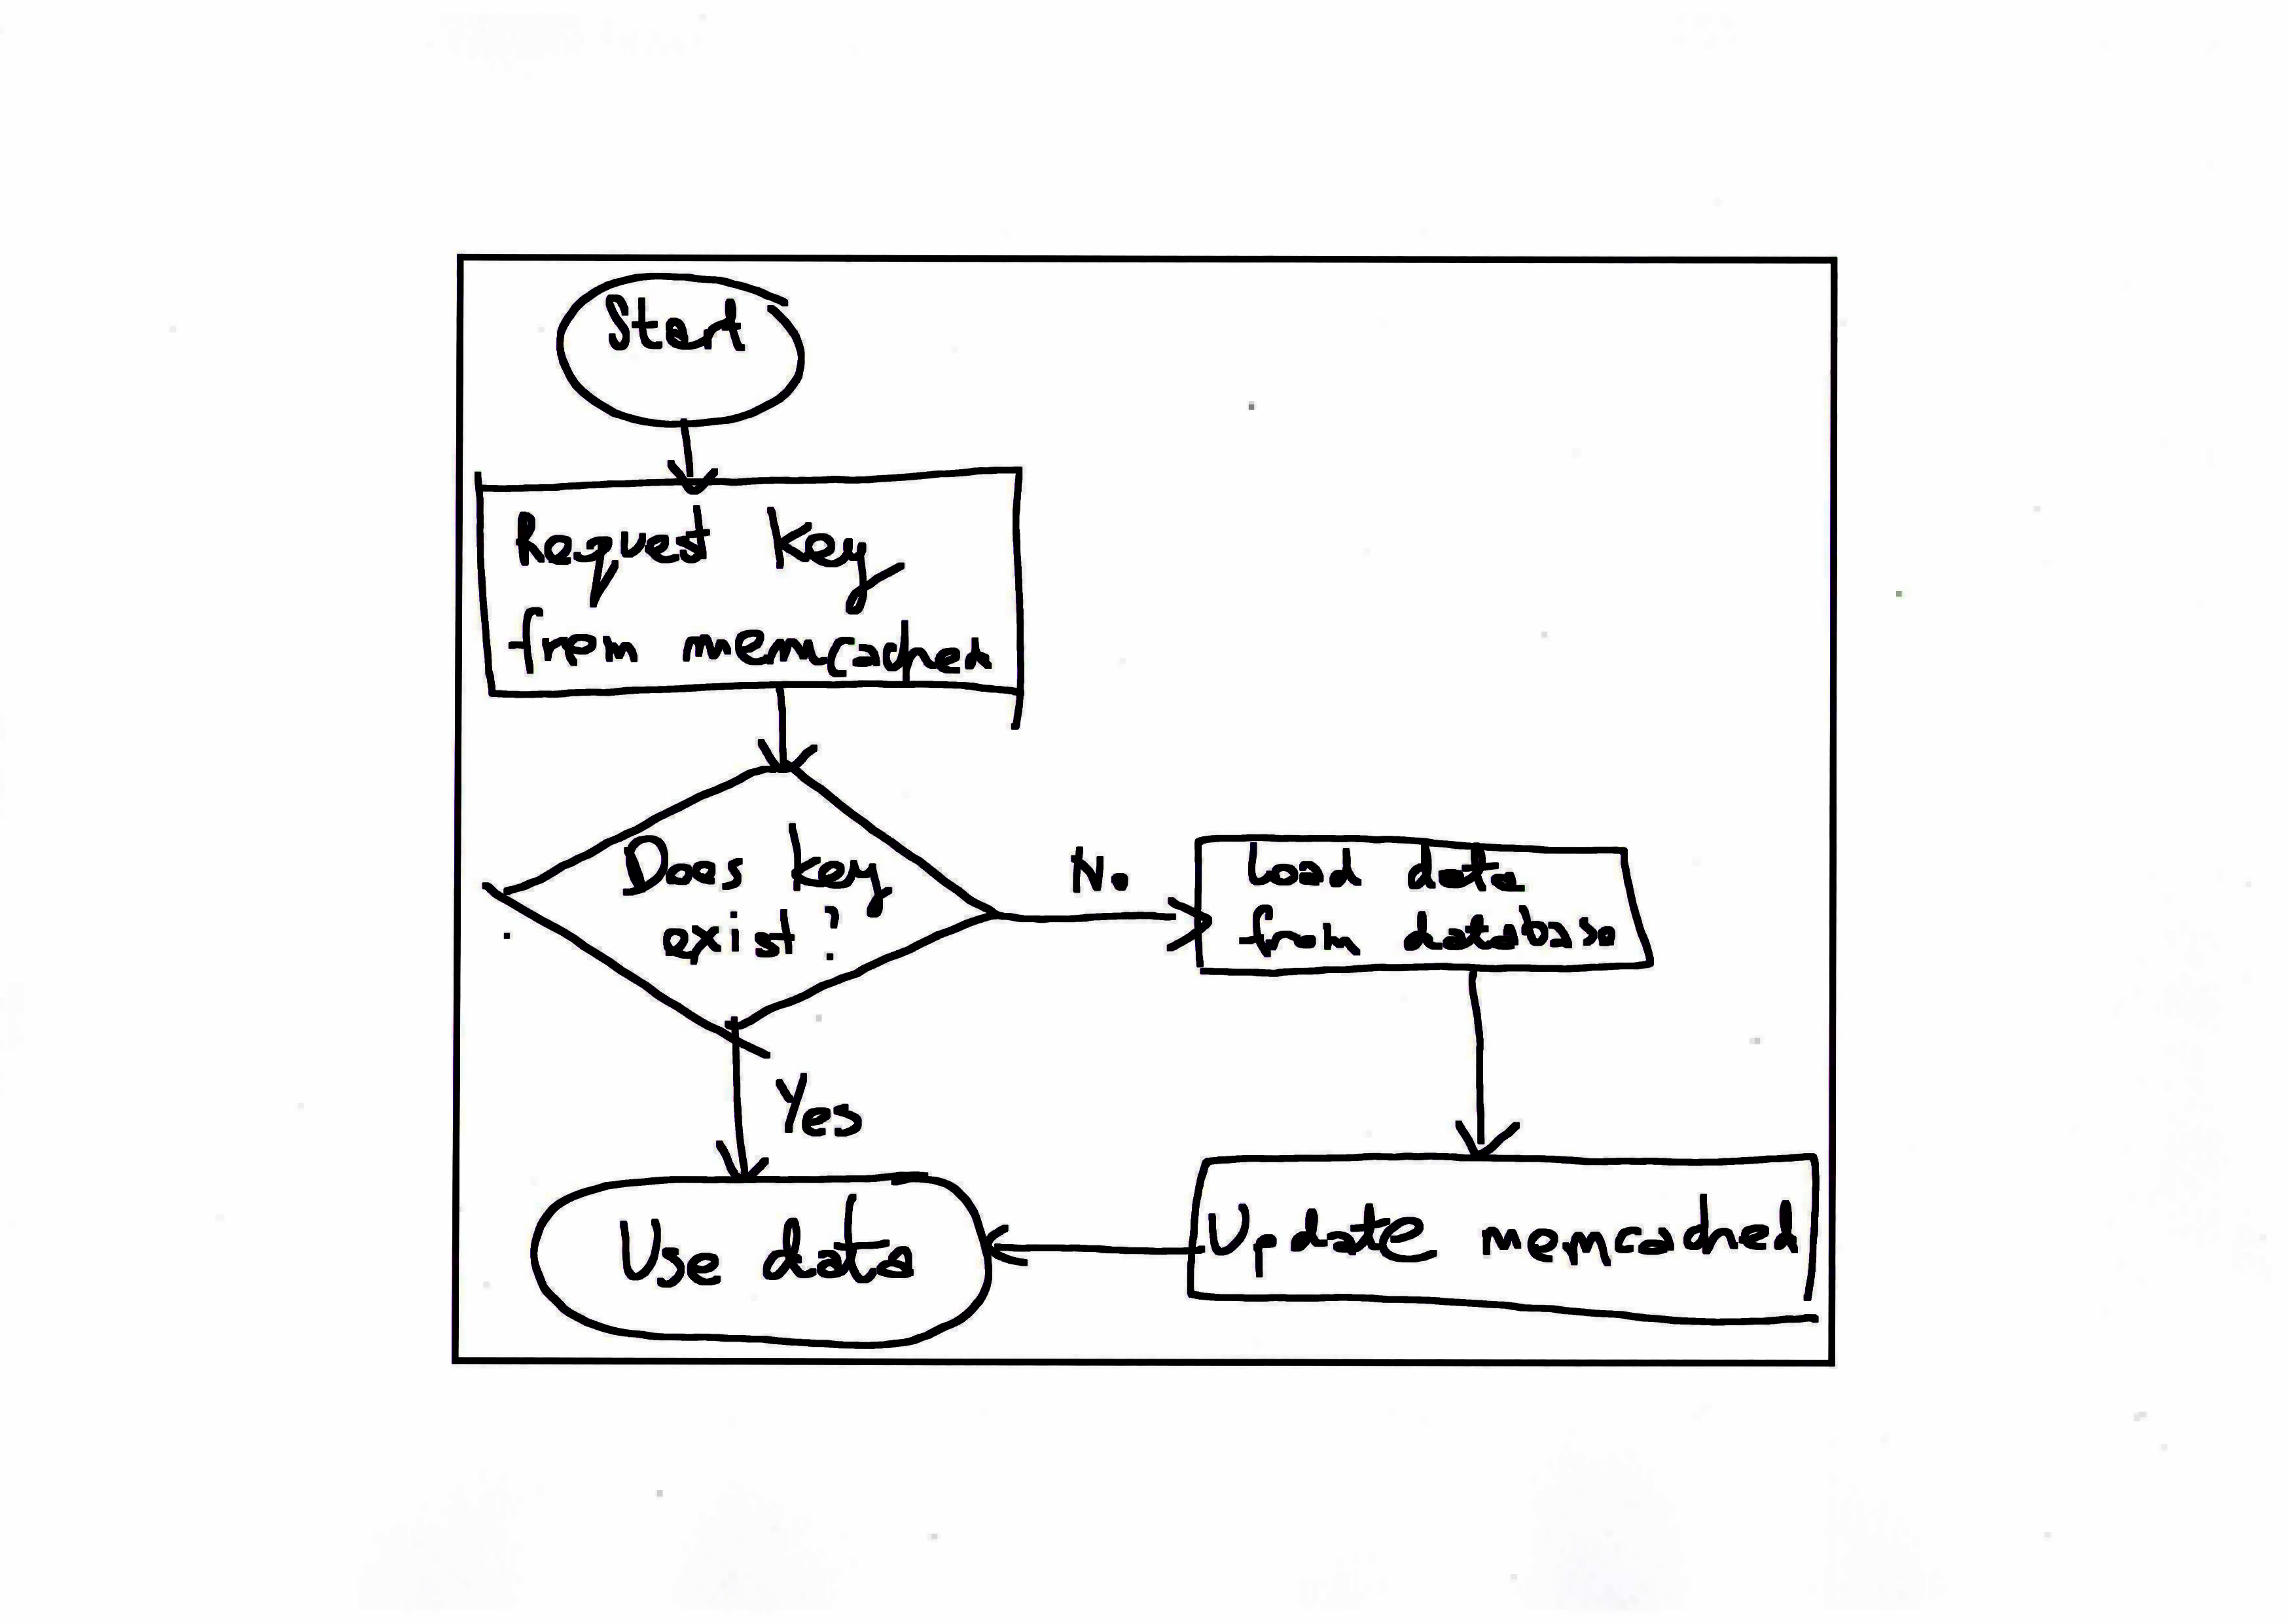 Start
Request key
from memcached
Does key
exist?
No
Load data
from database
Yes
Use data
Update memcached